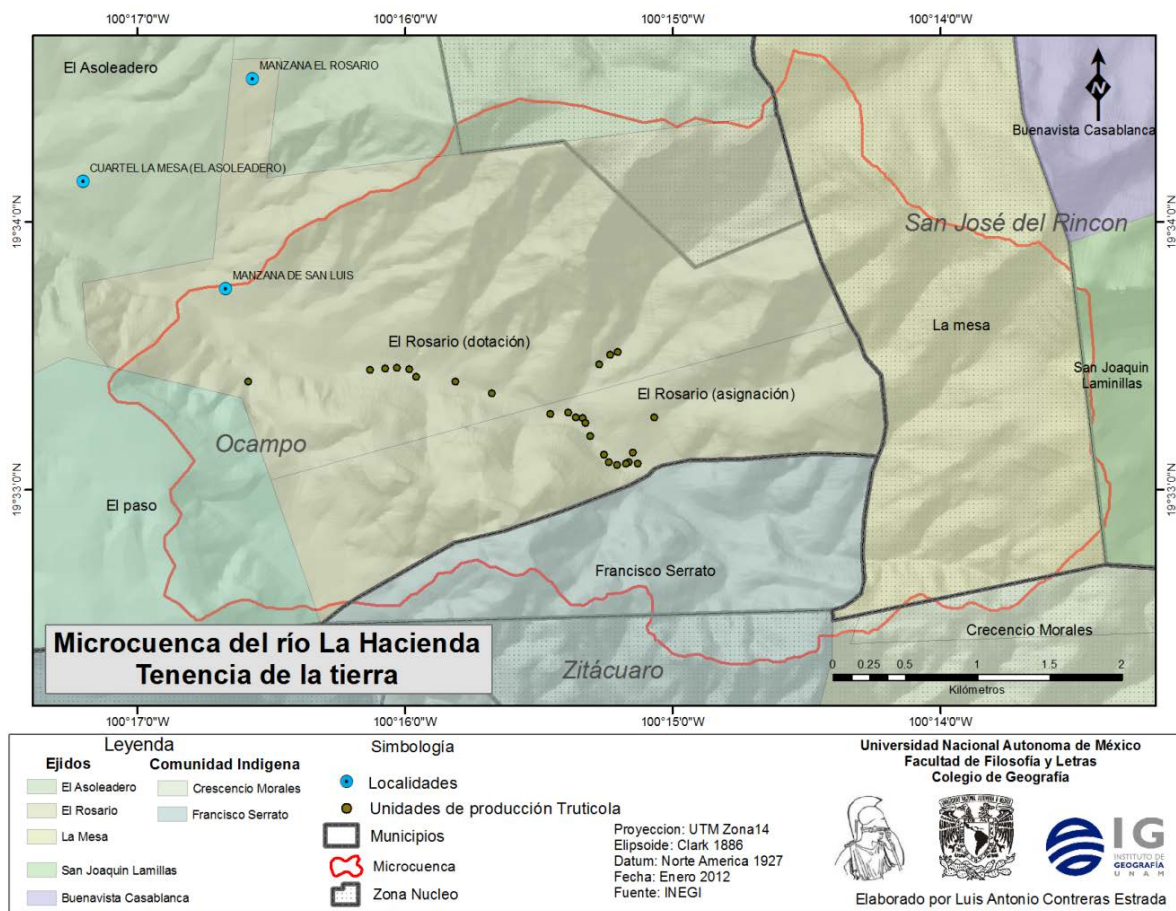 100°17'0"W
100°16'0"W
100°15'0"W
100°14'0"W
El Asoleadero
MANZANA EL ROSARIO
N
Buenavista Casablanca
CUARTEL LA MESA (EL ASOLEADERO)
19°34'0"N
San José del Rincon
19°34'0"N
MANZANA DE SAN LUIS
El Rosario (dotación)
La mesa
San Joaquin
Laminillas
El Rosario (asignación)
Ocampo
19°33'0"N
El paso
19°33'0"N
Francisco Serrato
Crecencio Morales
Microcuenca del río La Hacienda
Tenencia de la tierra
Zitácuaro
0 0.25 0.5 1 1.5 2
Kilómetros
100°17'0"W
100°16'0"W
100°15'0"W
100°14'0"W
Leyenda
Ejidos
El Asoleadero
El Rosario
La Mesa
San Joaquin Lamillas
Buenavista Casablanca
Comunidad Indigena
Crescencio Morales
Francisco Serrato
Simbología
Localidades
Unidades de producción Truticola
Municipios
Microcuenca
Zona Nucleo
Proyeccion: UTM Zona14
Elipsoide: Clark 1886
Datum: Norte America 1927
Fecha: Enero 2012
Fuente: INEGI
Universidad Nacional Autonoma de México
Facultad de Filosofía y Letras
Colegio de Geografía
IG
INSTITUTO DE
GEOGRAFÍA
UNAM
Elaborado por Luis Antonio Contreras Estrada